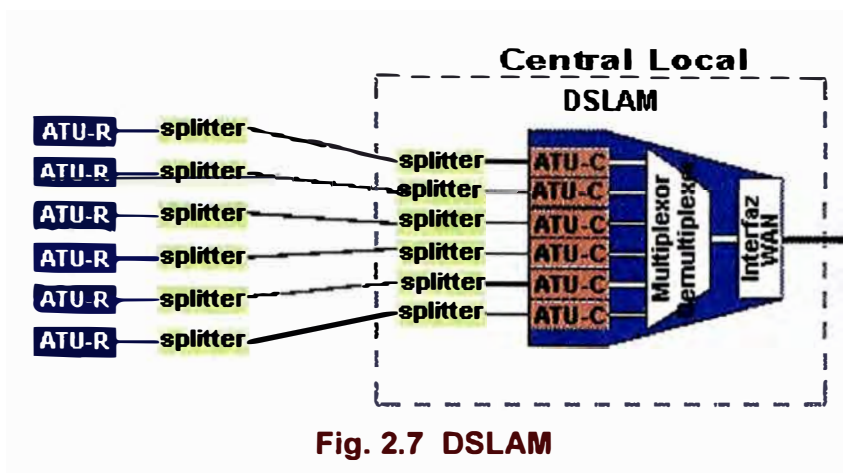 Central Local
DSLAM
ATU-R splitter
ATU-R splitter
ATU-R splitter
ATU-R splitter
ATU-R splitter
ATU-R splitter
splitter ATU-C
splitter ATU-C
splitter ATU-C
splitter ATU-C
splitter ATU-C
splitter ATU-C
Multiplexor
Demultiplexor
Interfaz
WAN
Fig. 2.7 DSLAM